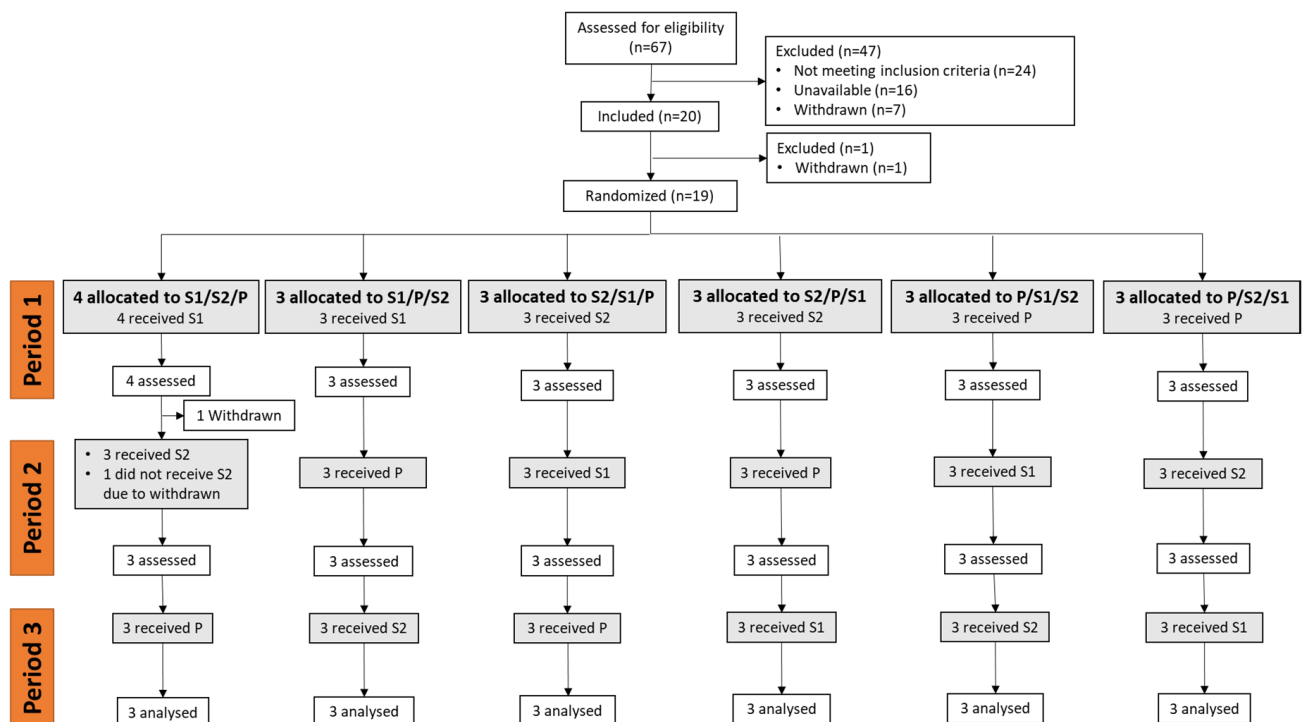 Assessed for eligibility
(n=67)
Excluded (n=47)
• Not meeting inclusion criteria (n=24)
• Unavailable (n=16)
• Withdrawn (n=7)
Included (n=20)
Excluded (n=1)
• Withdrawn (n=1)
Randomized (n=19)
Period 1
4 allocated to S1/S2/P
4 received S1
3 allocated to S1/P/S2
3 received S1
3 allocated to S2/S1/P
3 received S2
3 allocated to S2/P/S1
3 received S2
3 allocated to P/S1/S2
3 received P
3 allocated to P/S2/S1
3 received P
4 assessed
3 assessed
3 assessed
3 assessed
3 assessed
3 assessed
1 Withdrawn
Period 2
• 3 received S2
• 1 did not receive S2
due to withdrawn
3 received P
3 received S1
3 received P
3 received S1
3 received S2
3 assessed
3 assessed
3 assessed
3 assessed
3 assessed
3 assessed
Period 3
3 received P
3 received S2
3 received P
3 received S1
3 received S2
3 received S1
3 analysed
3 analysed
3 analysed
3 analysed
3 analysed
3 analysed